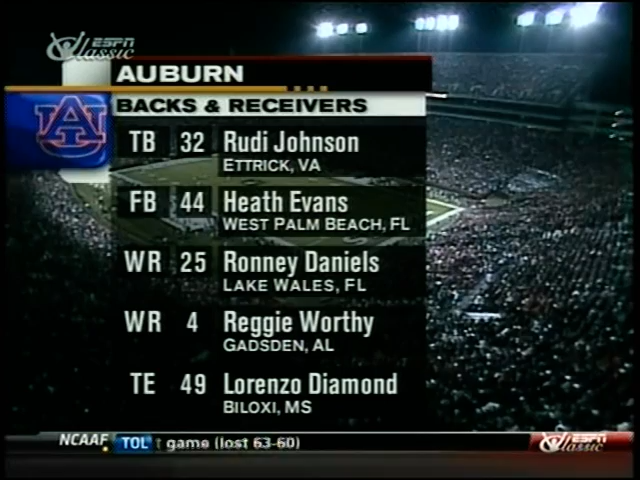 ESPN
Classic
AUBURN
AU
BACKS & RECEIVERS
TB 32 Rudi Johnson
ETTRICK, VA
FB 44 Heath Evans
WEST PALM BEACH, FL
WR 25 Ronney Daniels
LAKE WALES, FL
WR 4 Reggie Worthy
GADSDEN, AL
TE 49 Lorenzo Diamond
BILOXI, MS
NCAAF TOL t game (lost 63-60)
ESPN
Classic